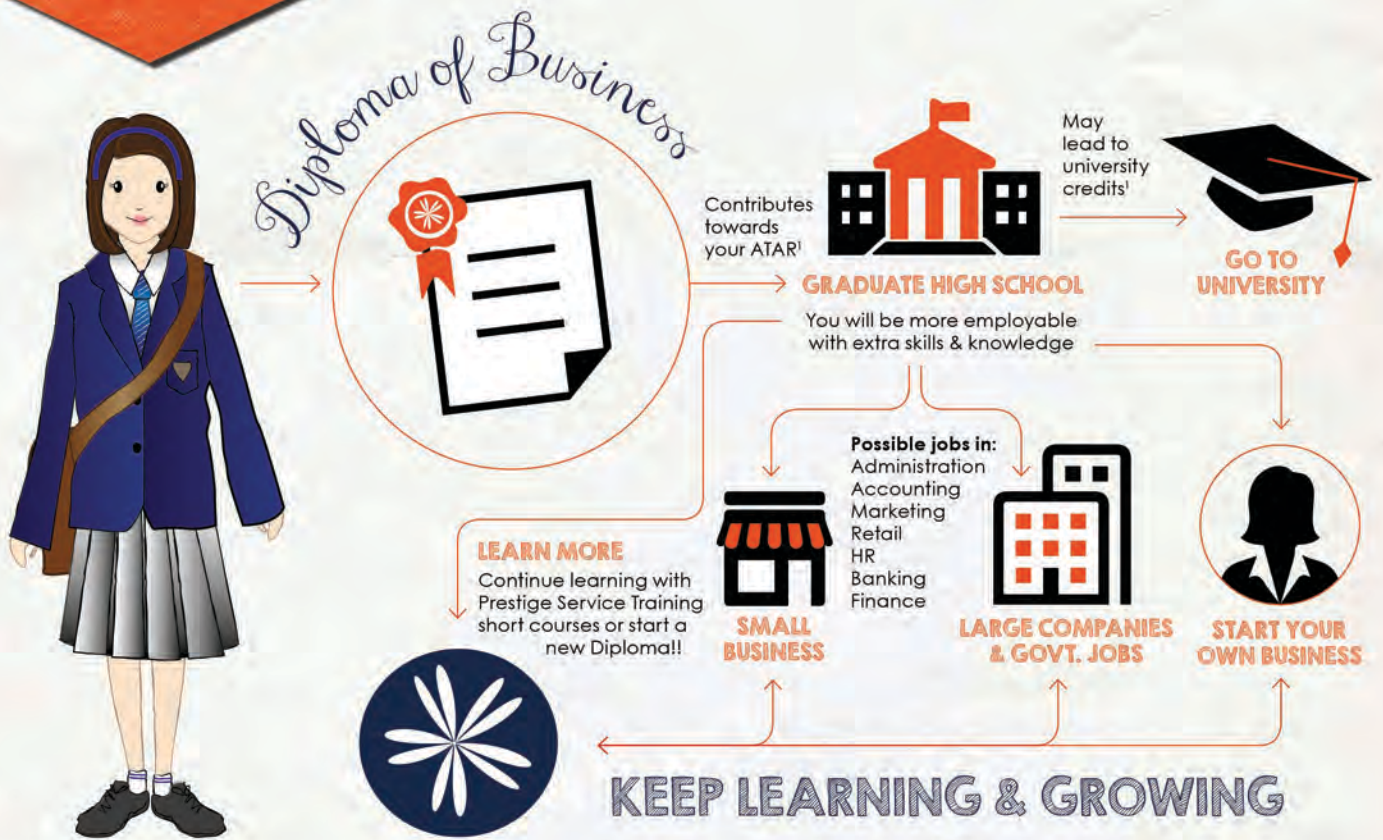 Diploma of Business
Contributes
towards
your ATAR¹
GRADUATE HIGH SCHOOL
May
lead to
university
credits¹
GO TO
UNIVERSITY
You will be more employable
with extra skills & knowledge
LEARN MORE
Continue learning with
Prestige Service Training
short courses or start a
new Diploma!!
SMALL
BUSINESS
Possible jobs in:
Administration
Accounting
Marketing
Retail
HR
Banking
Finance
LARGE COMPANIES
& GOVT. JOBS
START YOUR
OWN BUSINESS
KEEP LEARNING & GROWING